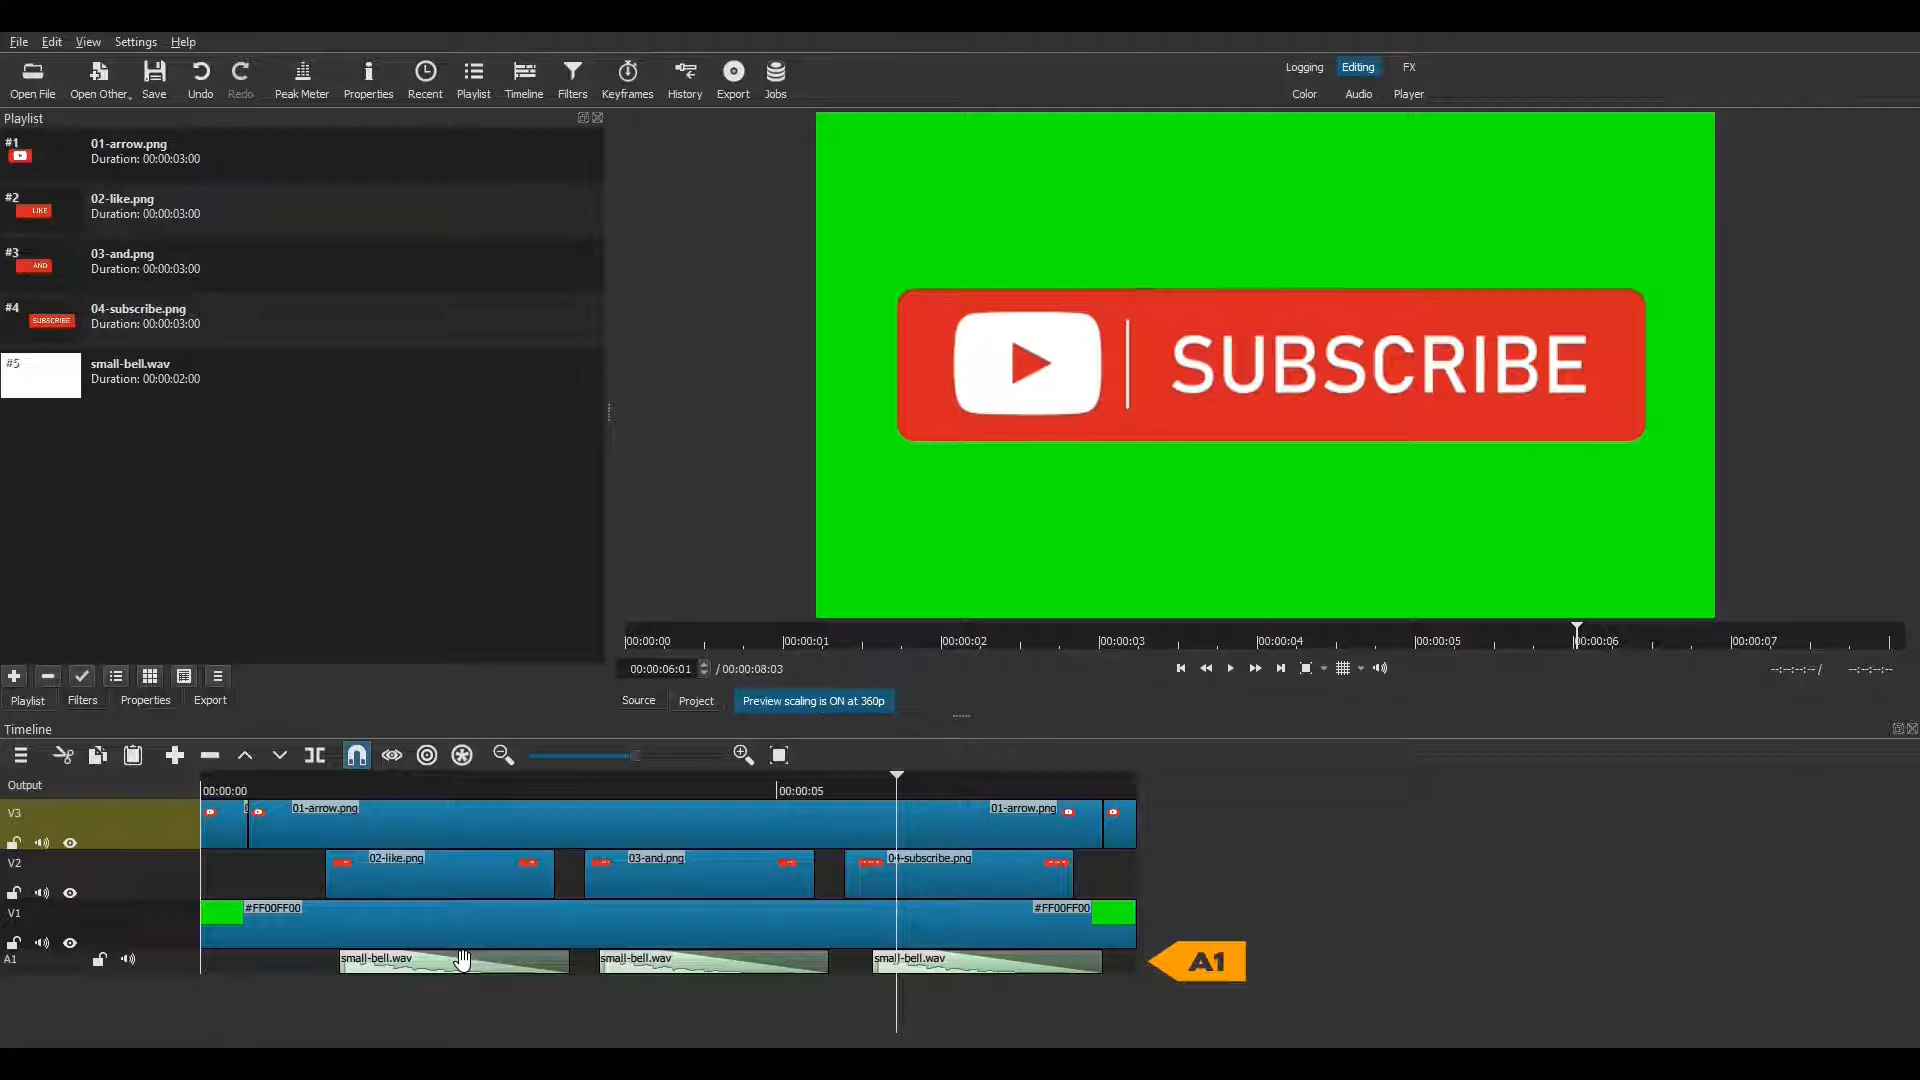 File Edit View Settings Help
Open File Open Other Save Undo Redo Peak Meter Properties Recent Playlist Timeline Filters Keyframes History Export Jobs
Logging Editing FX
Color Audio Player
Playlist
#1 01-arrow.png
Duration: 00:00:03:00
#2 02-like.png
LIKE
Duration: 00:00:03:00
#3 03-and.png
AND
Duration: 00:00:03:00
#4 04-subscribe.png
SUBSCRIBE
Duration: 00:00:03:00
#5 small-bell.wav
Duration: 00:00:02:00
SUBSCRIBE
00:00:00 00:00:01 00:00:02 00:00:03 00:00:04 00:00:05 00:00:06 00:00:07
00:00:06:01 / 00:00:08:03 --:--:--:-- / --:--:--:--
Playlist Filters Properties Export
Source Project Preview scaling is ON at 360p
Timeline
Output 00:00:00 00:00:05
V3 01-arrow.png 01-arrow.png
V2 02-like.png 03-and.png 04-subscribe.png
V1 #FF00FF00 #FF00FF00
A1 small-bell.wav small-bell.wav small-bell.wav
A1